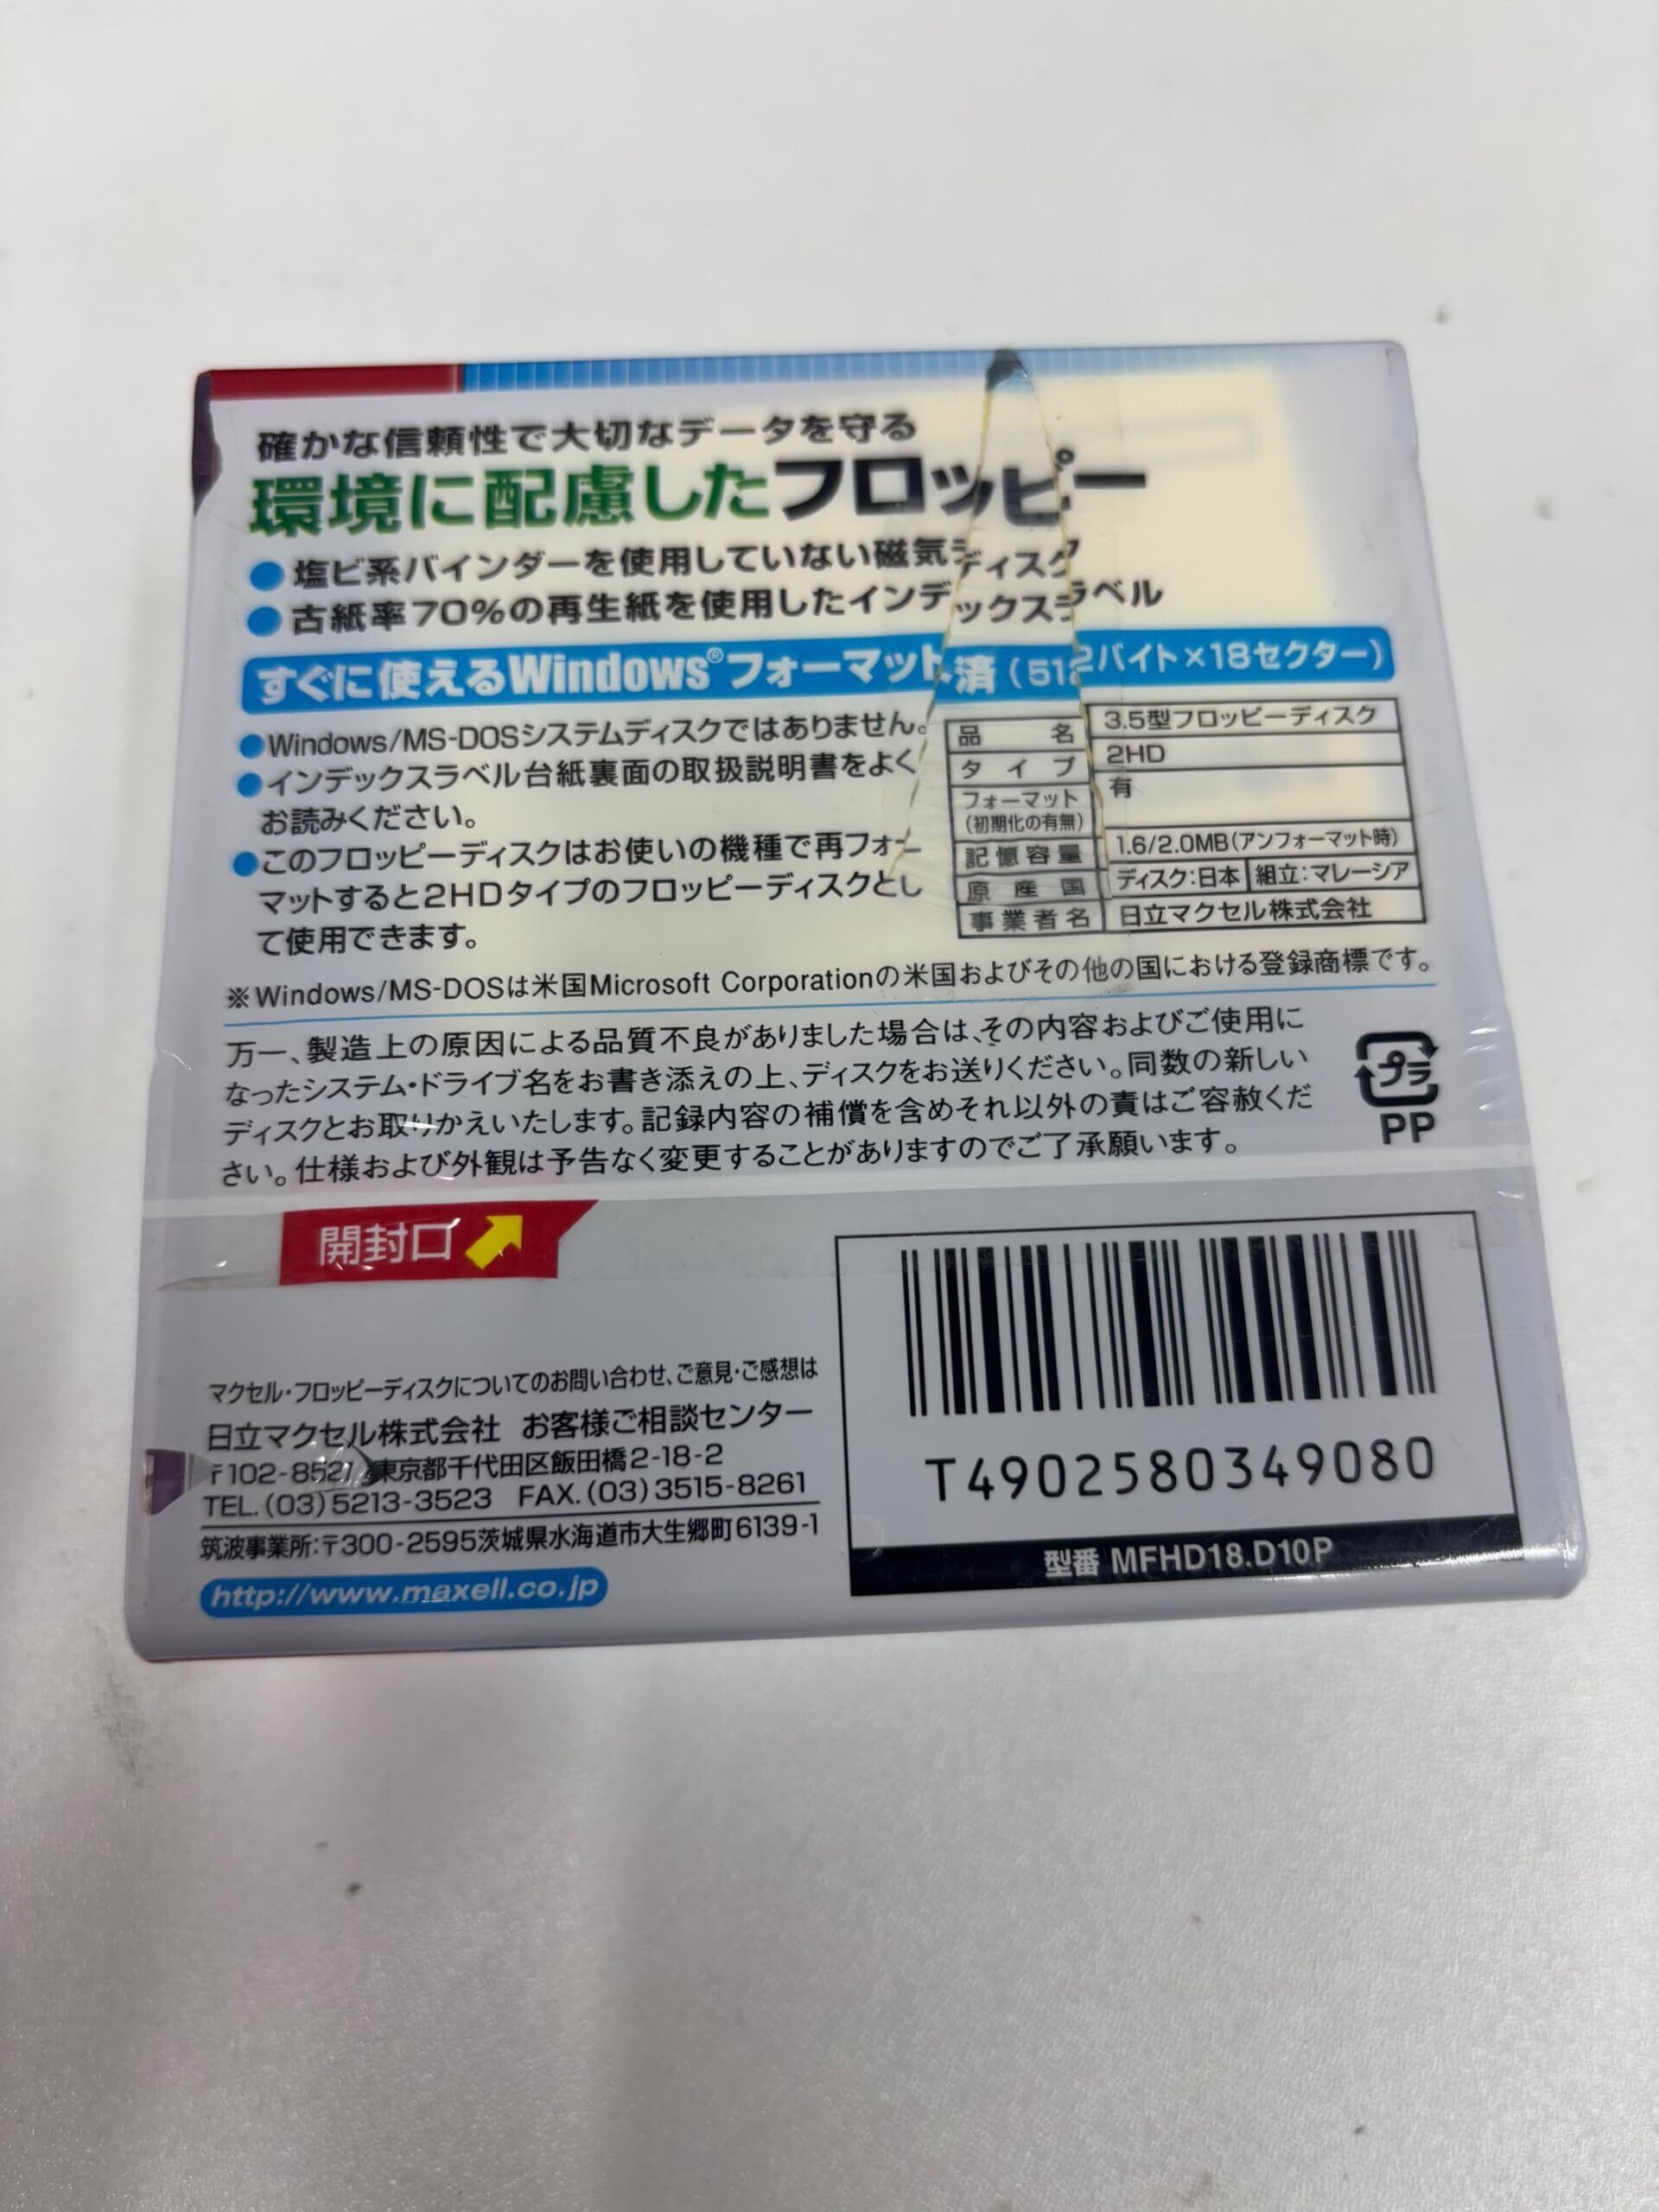 確かな信頼性で大切なデータを守る
環境に配慮したフロッピー
●塩ビ系バインダーを使用していない磁気ディスク
●古紙率70%の再生紙を使用したインデックスラベル
すぐに使えるWindows®フォーマット済(512バイト×18セクター)
●Windows/MS-DOSシステムディスクではありません。
●インデックスラベル台紙裏面の取扱説明書をよく
お読みください。
●このフロッピーディスクはお使いの機種で再フォー
マットすると2HDタイプのフロッピーディスクとし
て使用できます。
品名 3.5型フロッピーディスク
タイプ 2HD
フォーマット(初期化の有無) 有
記憶容量 1.6/2.0MB(アンフォーマット時)
原産国 ディスク:日本 組立:マレーシア
事業者名 日立マクセル株式会社
※Windows/MS-DOSは米国Microsoft Corporationの米国およびその他の国における登録商標です。
万一、製造上の原因による品質不良がありました場合は、その内容およびご使用に
なったシステム・ドライブ名をお書き添えの上、ディスクをお送りください。同数の新しい
ディスクとお取りかえいたします。記録内容の補償を含めそれ以外の責はご容赦くだ
さい。仕様および外観は予告なく変更することがありますのでご了承願います。
プラ
PP
開封口
マクセル・フロッピーディスクについてのお問い合わせ、ご意見・ご感想は
日立マクセル株式会社 お客様ご相談センター
〒102-8521 東京都千代田区飯田橋2-18-2
TEL.(03)5213-3523 FAX.(03)3515-8261
筑波事業所:〒300-2595茨城県水海道市大生郷町6139-1
http://www.maxell.co.jp
T4902580349080
型番 MFHD18.D10P